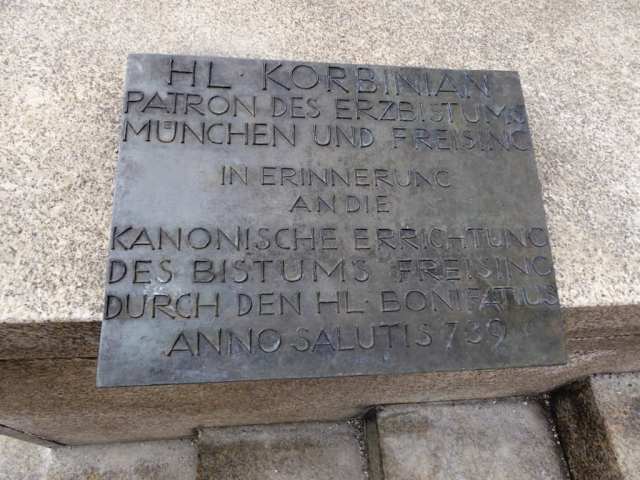 HL· KORBINIAN
PATRON DES ERZBISTUMS
MÜNCHEN UND FREISING
IN ERINNERUNG
AN DIE
KANONISCHE ERRICHTUNG
DES BISTUMS FREISING
DURCH DEN HL· BONIFATIUS
ANNO SALUTIS 739